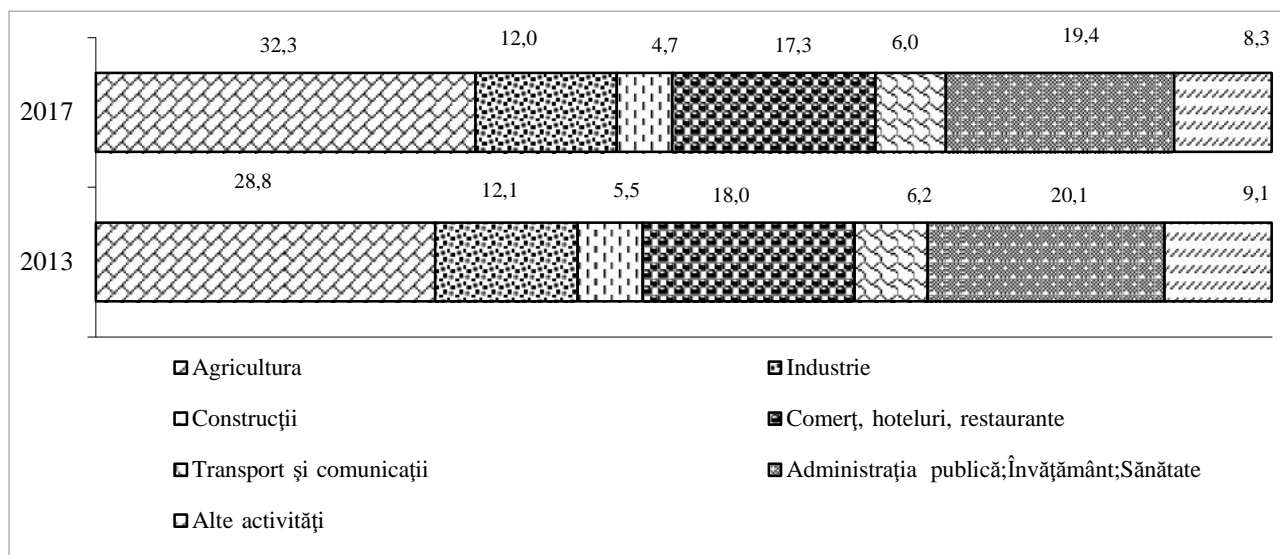 32,3 12,0 4,7 17,3 6,0 19,4 8,3
2017
28,8 12,1 5,5 18,0 6,2 20,1 9,1
2013
Agricultura Industrie
Construcţii Comerţ, hoteluri, restaurante
Transport şi comunicaţii Administraţia publică;Învăţământ;Sănătate
Alte activităţi